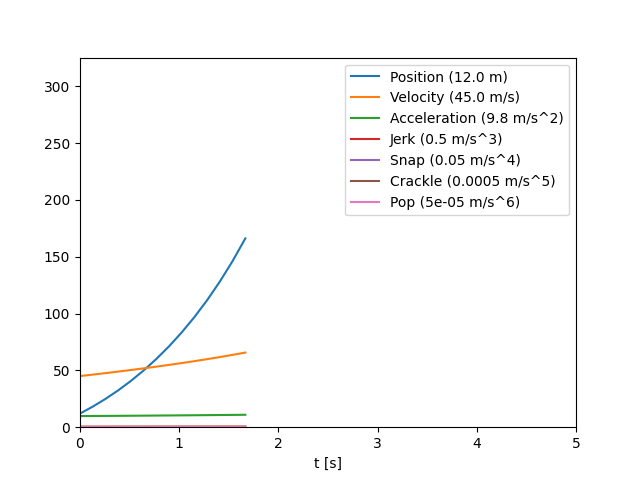 300
250
200
150
100
50
0
0 1 2 3 4 5
t [s]
Position (12.0 m)
Velocity (45.0 m/s)
Acceleration (9.8 m/s^2)
Jerk (0.5 m/s^3)
Snap (0.05 m/s^4)
Crackle (0.0005 m/s^5)
Pop (5e-05 m/s^6)